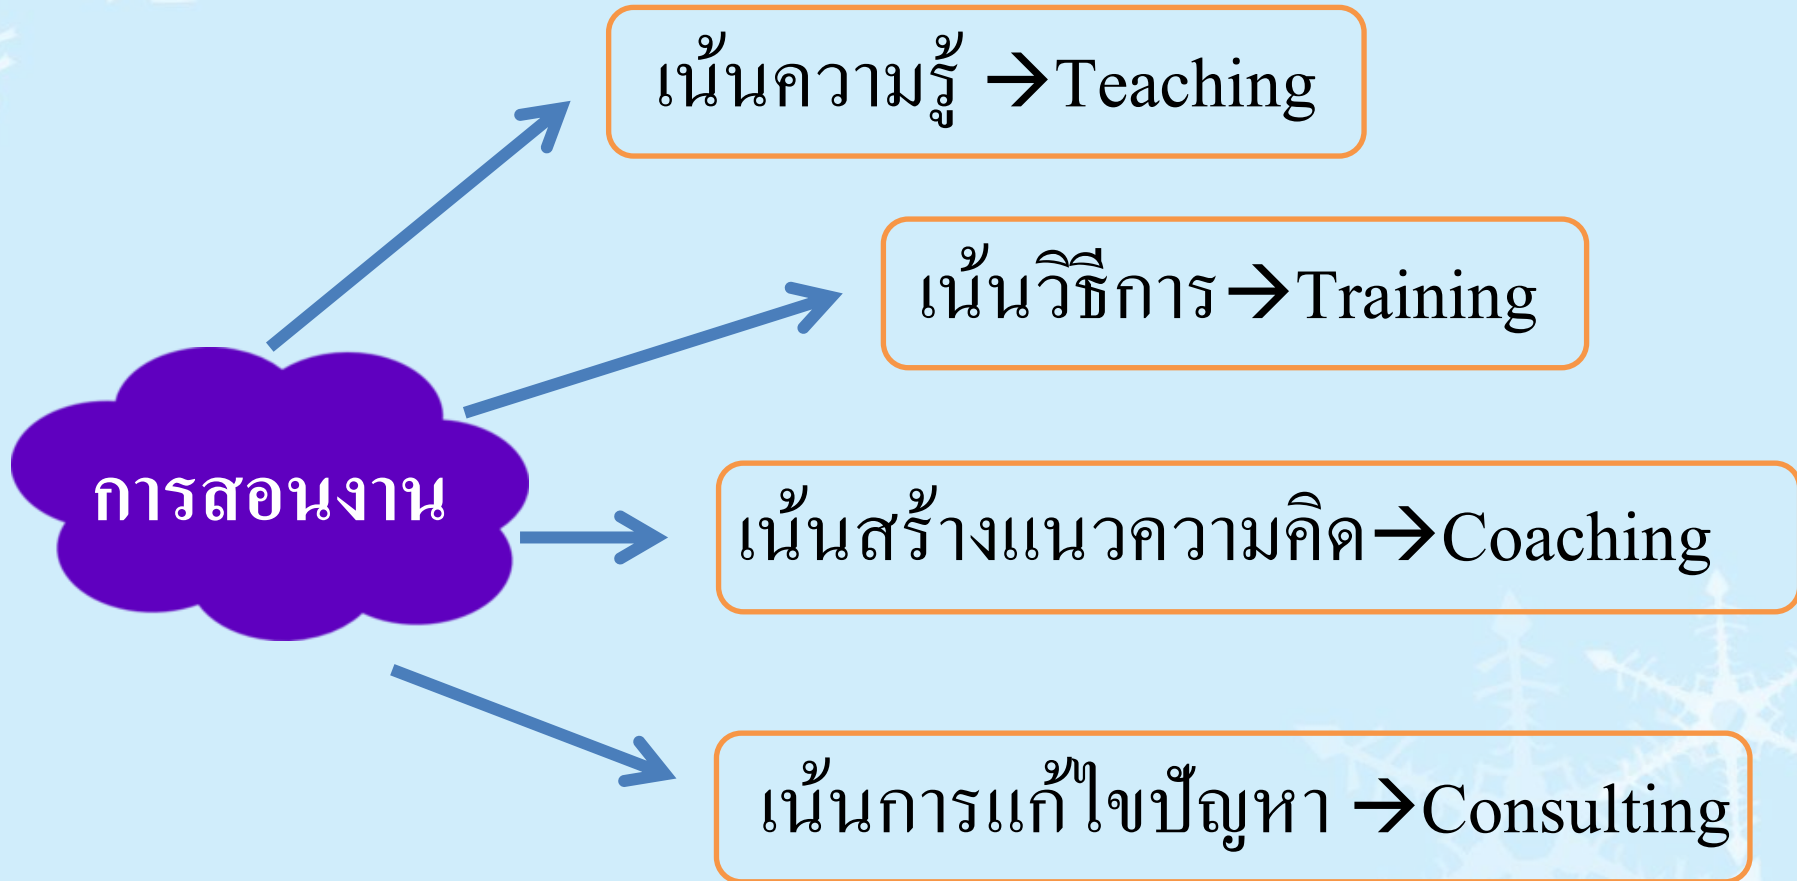 เน้นความรู้ →Teaching
เน้นวิธีการ→Training
การสอนงาน
เน้นสร้างแนวความคิด→Coaching
เน้นการแก้ไขปัญหา →Consulting